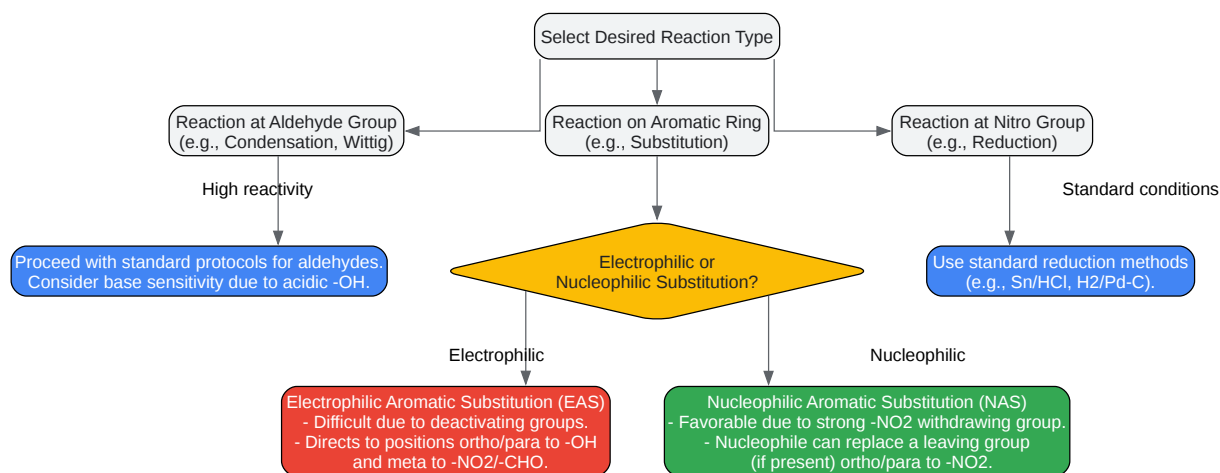 Select Desired Reaction Type
Reaction at Aldehyde Group
(e.g., Condensation, Wittig)
Reaction on Aromatic Ring
(e.g., Substitution)
Reaction at Nitro Group
(e.g., Reduction)
High reactivity
Standard conditions
Proceed with standard protocols for aldehydes.
Consider base sensitivity due to acidic -OH.
Electrophilic or
Nucleophilic Substitution?
Use standard reduction methods
(e.g., Sn/HCl, H2/Pd-C).
Electrophilic
Nucleophilic
Electrophilic Aromatic Substitution (EAS)
- Difficult due to deactivating groups.
- Directs to positions ortho/para to -OH
and meta to -NO2/-CHO.
Nucleophilic Aromatic Substitution (NAS)
- Favorable due to strong -NO2 withdrawing group.
- Nucleophile can replace a leaving group
(if present) ortho/para to -NO2.